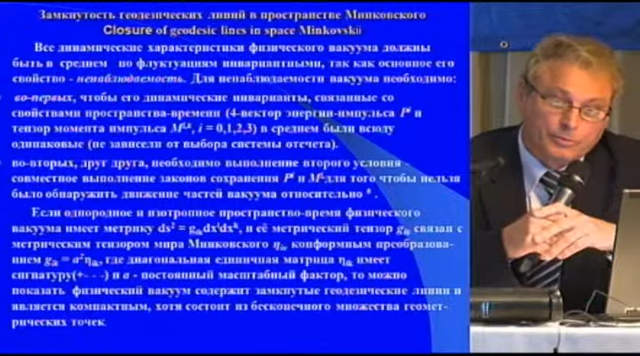 Замкнутость геодезических линий в пространстве Минковского
Closure of geodesic lines in space Minkovskii
Все динамические характеристики физического вакуума должны
быть в среднем по флуктуациям инвариантными, так как основное его
свойство - ненаблюдаемость. Для ненаблюдаемости вакуума необходимо:
во-первых, чтобы его динамические инварианты, связанные со
свойствами пространства-времени (4-вектор энергии-импульса Pⁱ и
тензор момента импульса Mⁱ,ᵏ, i = 0,1,2,3) в среднем были всюду
одинаковые (не зависели от выбора системы отсчета).
во-вторых, друг друга, необходимо выполнение второго условия -
совместное выполнение законов сохранения Pⁱ и M для того чтобы нельзя
было обнаружить движение частей вакуума относительно
Если однородное и изотропное пространство-время физического
вакуума имеет метрику ds² = gᵢₖdxⁱdxᵏ, и её метрический тензор gᵢₖ связан с
метрическим тензором мира Минковского ηᵢₖ конформным преобразова-
нием gᵢₖ = a²ηᵢₖ, где диагональная единичная матрица ηᵢₖ имеет
сигнатуру(+- - -) и a - постоянный масштабный фактор, то можно
показать физический вакуум содержит замкнутые геодезические линии и
является компактным, хотя состоит из бесконечного множества геомет-
рических точек